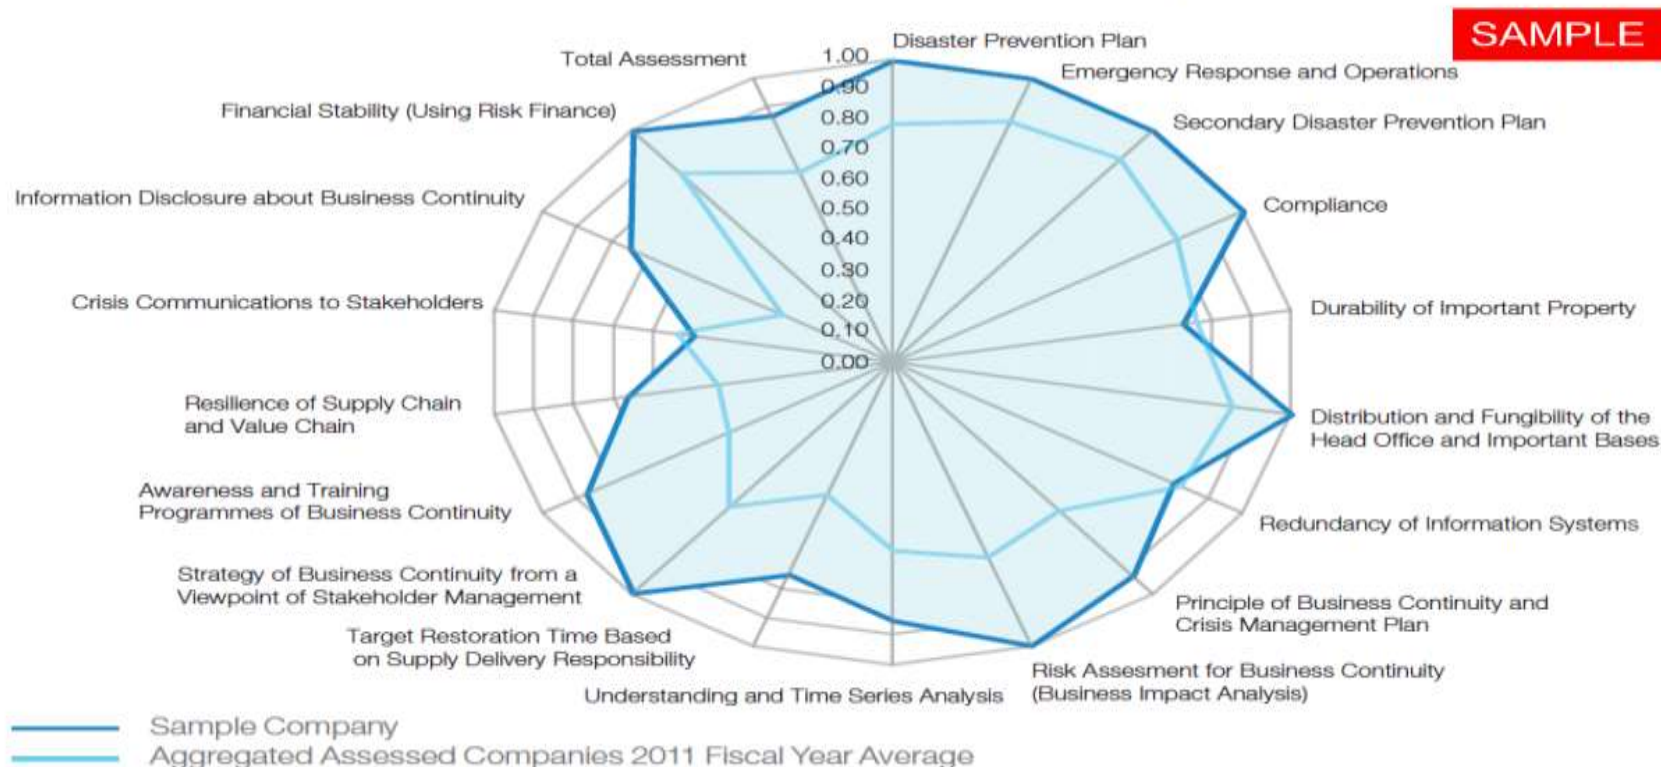 SAMPLE
Disaster Prevention Plan
Emergency Response and Operations
Secondary Disaster Prevention Plan
Compliance
Durability of Important Property
Distribution and Fungibility of the
Head Office and Important Bases
Redundancy of Information Systems
Principle of Business Continuity and
Crisis Management Plan
Risk Assesment for Business Continuity
(Business Impact Analysis)
Understanding and Time Series Analysis
Target Restoration Time Based
on Supply Delivery Responsibility
Strategy of Business Continuity from a
Viewpoint of Stakeholder Management
Awareness and Training
Programmes of Business Continuity
Resilience of Supply Chain
and Value Chain
Crisis Communications to Stakeholders
Information Disclosure about Business Continuity
Financial Stability (Using Risk Finance)
Total Assessment
1.00
0.90
0.80
0.70
0.60
0.50
0.40
0.30
0.20
0.10
0.00
Sample Company
Aggregated Assessed Companies 2011 Fiscal Year Average